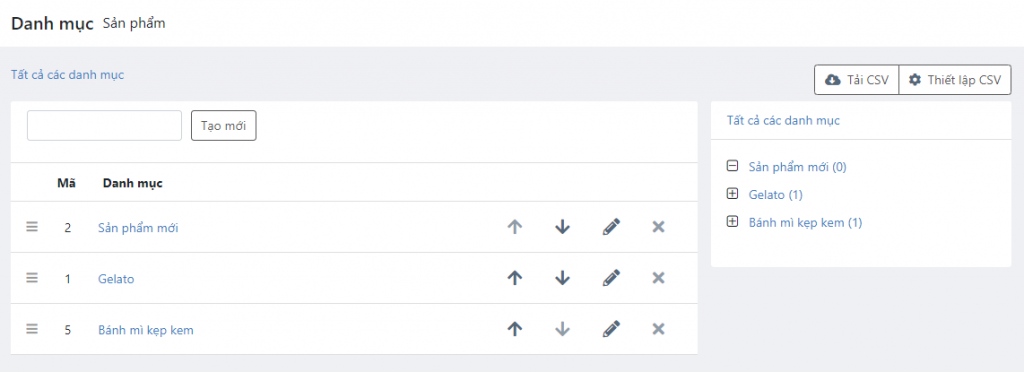 Danh mục Sản phẩm
Tất cả các danh mục
Tải CSV Thiết lập CSV
Tạo mới
Mã Danh mục
2 Sản phẩm mới
1 Gelato
5 Bánh mì kẹp kem
Tất cả các danh mục
Sản phẩm mới (0)
Gelato (1)
Bánh mì kẹp kem (1)